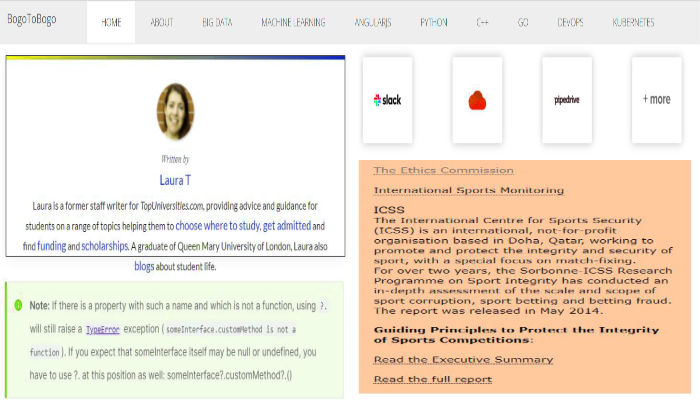 BogoToBogo
HOME ABOUT BIG DATA MACHINE LEARNING ANGULARJS PYTHON C++ GO DEVOPS KUBERNETES
Written by
Laura T
Laura is a former staff writer for TopUniversities.com, providing advice and guidance for
students on a range of topics helping them to choose where to study, get admitted and
find funding and scholarships. A graduate of Queen Mary University of London, Laura also
blogs about student life.
Note: If there is a property with such a name and which is not a function, using ?.
will still raise a TypeError exception (someInterface.customMethod is not a
function). If you expect that someInterface itself may be null or undefined, you
have to use ?. at this position as well: someInterface?.customMethod?.()
slack
pipedrive
+ more
The Ethics Commission
International Sports Monitoring
ICSS
The International Centre for Sports Security
(ICSS) is an international, not-for-profit
organisation based in Doha, Qatar, working to
promote and protect the integrity and security of
sport, with a special focus on match-fixing.
For over two years, the Sorbonne-ICSS Research
Programme on Sport Integrity has conducted an
in-depth assessment of the scale and scope of
sport corruption, sport betting and betting fraud.
The report was released in May 2014.
Guiding Principles to Protect the Integrity
of Sports Competitions:
Read the Executive Summary
Read the full report